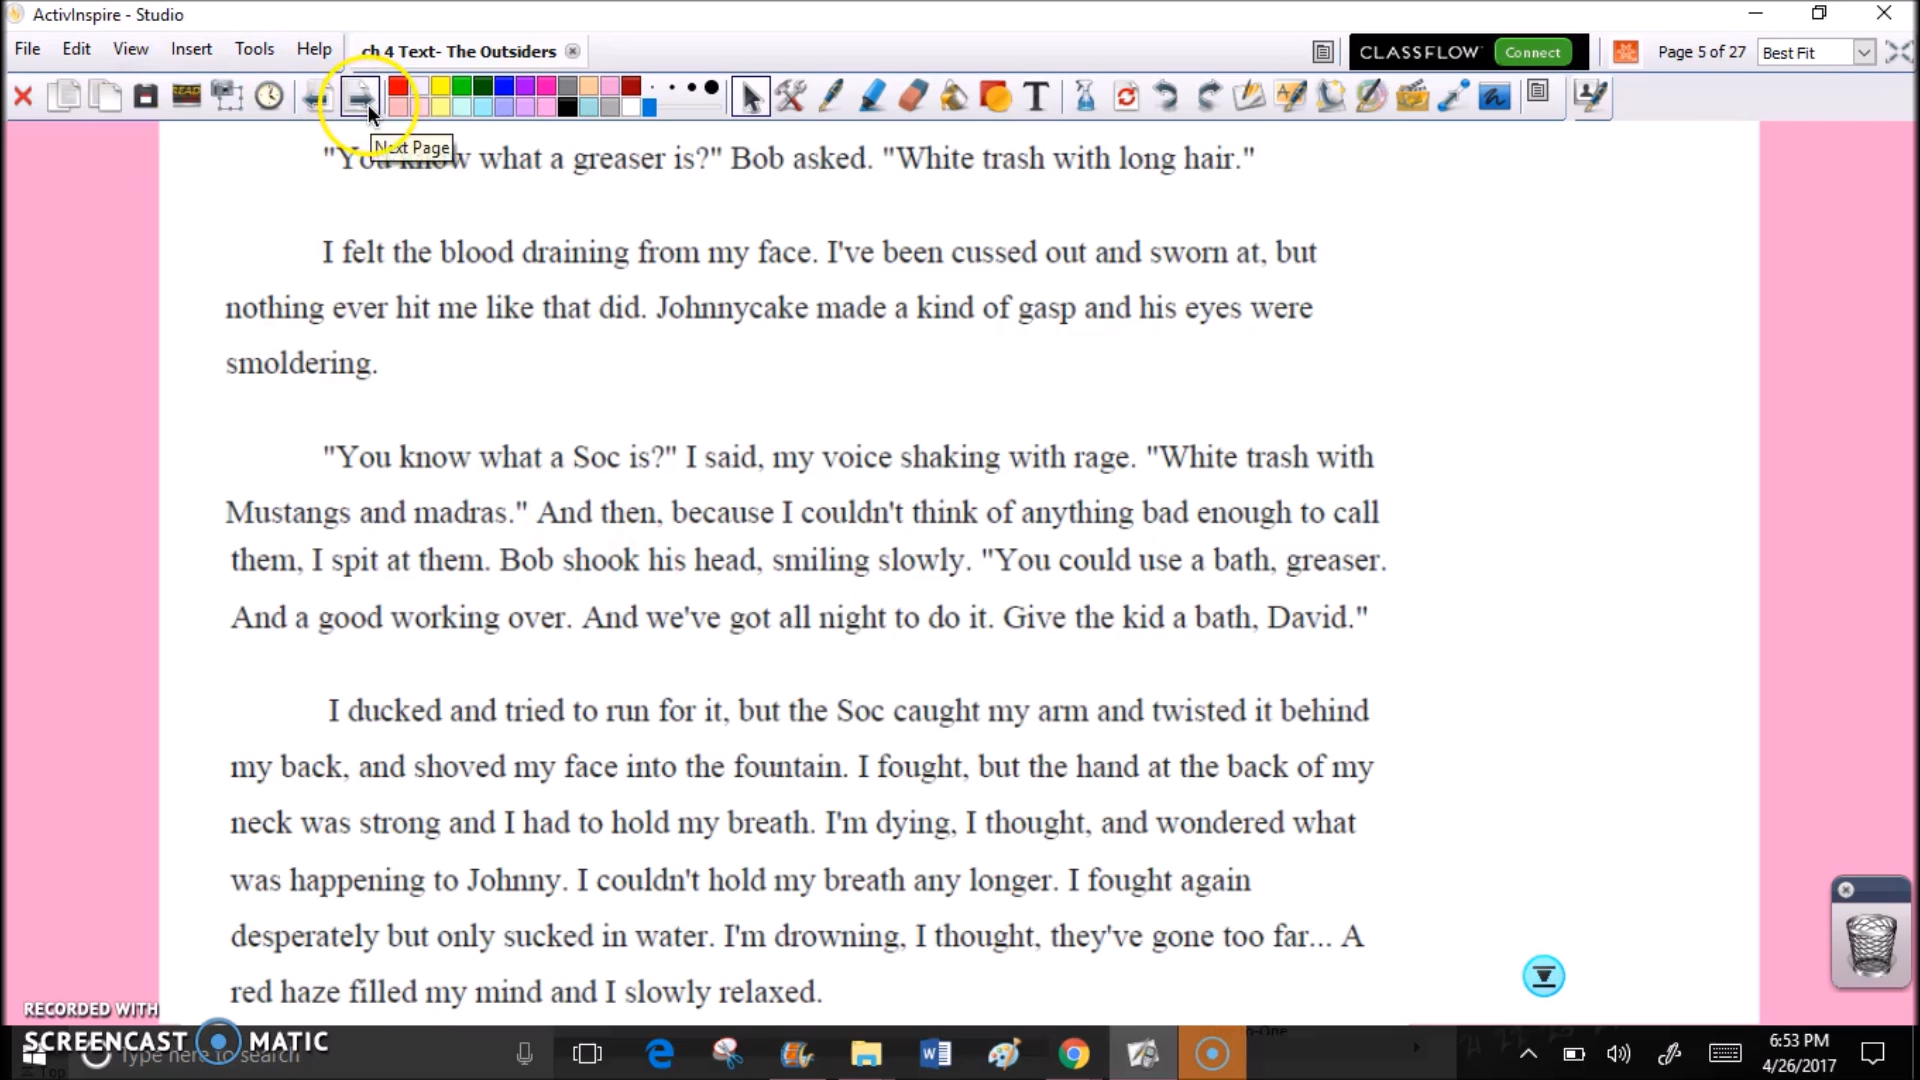 ActivInspire - Studio
File Edit View Insert Tools Help
ch 4 Text- The Outsiders
CLASSFLOW Connect
Page 5 of 27
Best Fit
READ
T
Next Page
"You know what a greaser is?" Bob asked. "White trash with long hair."
I felt the blood draining from my face. I've been cussed out and sworn at, but
nothing ever hit me like that did. Johnnycake made a kind of gasp and his eyes were
smoldering.
"You know what a Soc is?" I said, my voice shaking with rage. "White trash with
Mustangs and madras." And then, because I couldn't think of anything bad enough to call
them, I spit at them. Bob shook his head, smiling slowly. "You could use a bath, greaser.
And a good working over. And we've got all night to do it. Give the kid a bath, David."
I ducked and tried to run for it, but the Soc caught my arm and twisted it behind
my back, and shoved my face into the fountain. I fought, but the hand at the back of my
neck was strong and I had to hold my breath. I'm dying, I thought, and wondered what
was happening to Johnny. I couldn't hold my breath any longer. I fought again
desperately but only sucked in water. I'm drowning, I thought, they've gone too far... A
red haze filled my mind and I slowly relaxed.
RECORDED WITH
SCREENCAST MATIC
Type here to search
Top
to-One
6:53 PM
4/26/2017